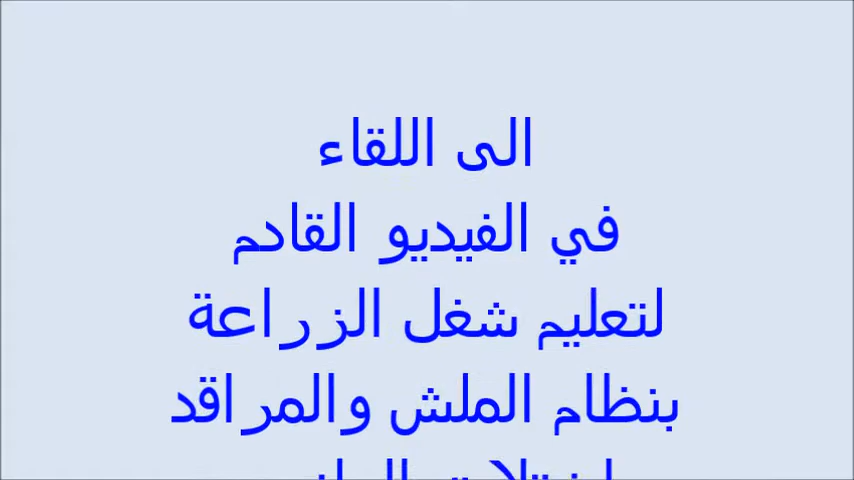 الى اللقاء
في الفيديو القادم
لتعليم شغل الزراعة
بنظام الملش والمراقد